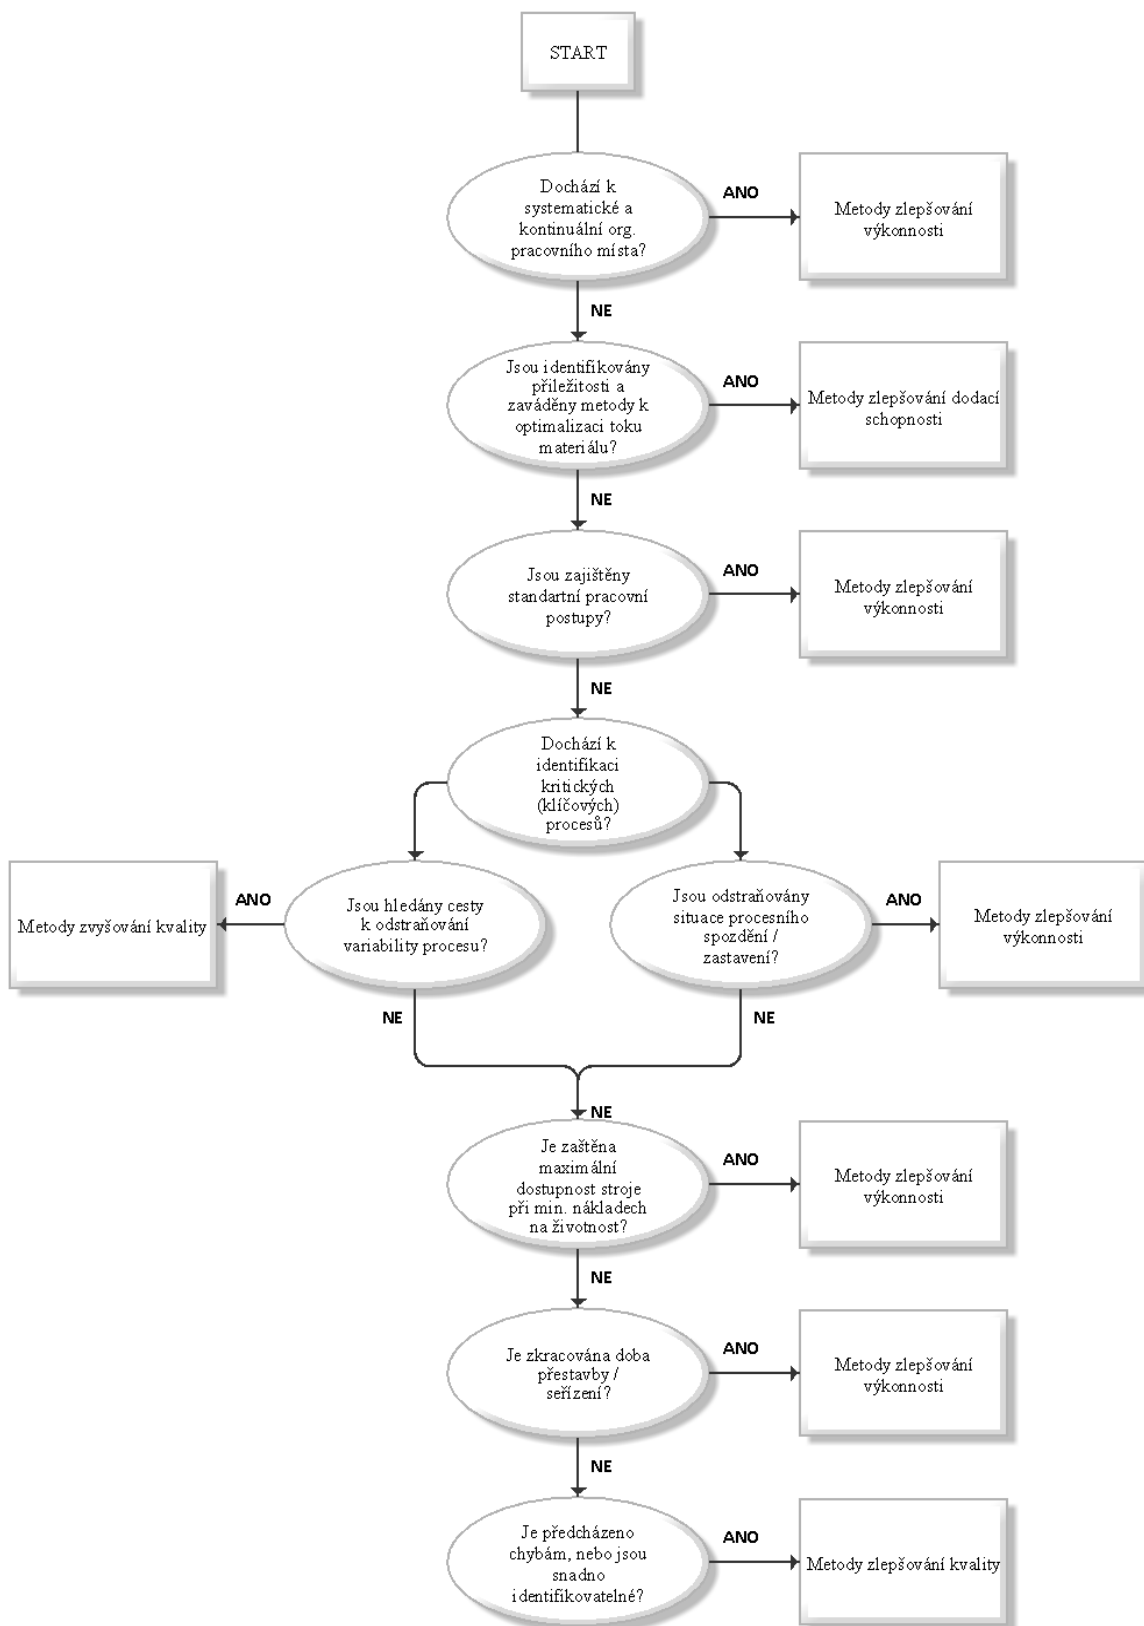 START
Dochází k
systematické a
kontinuální org.
pracovního místa?
ANO
Metody zlepšování
výkonnosti
NE
Jsou identifikovány
příležitosti a
zaváděny metody k
optimalizaci toku
materiálu?
ANO
Metody zlepšování dodací
schopnosti
NE
Jsou zajištěny
standartní pracovní
postupy?
ANO
Metody zlepšování
výkonnosti
NE
Dochází k
identifikaci
kritických
(klíčových)
procesů?
Metody zvyšování kvality
ANO
Jsou hledány cesty
k odstraňování
variability procesu?
Jsou odstraňovány
situace procesního
spozdění /
zastavení?
ANO
Metody zlepšování
výkonnosti
NE
NE
NE
Je zaštěna
maximální
dostupnost stroje
při min. nákladech
na životnost?
ANO
Metody zlepšování
výkonnosti
NE
Je zkracována doba
přestavby /
seřízení?
ANO
Metody zlepšování
výkonnosti
NE
Je předcházeno
chybám, nebo jsou
snadno
identifikovatelné?
ANO
Metody zlepšování kvality